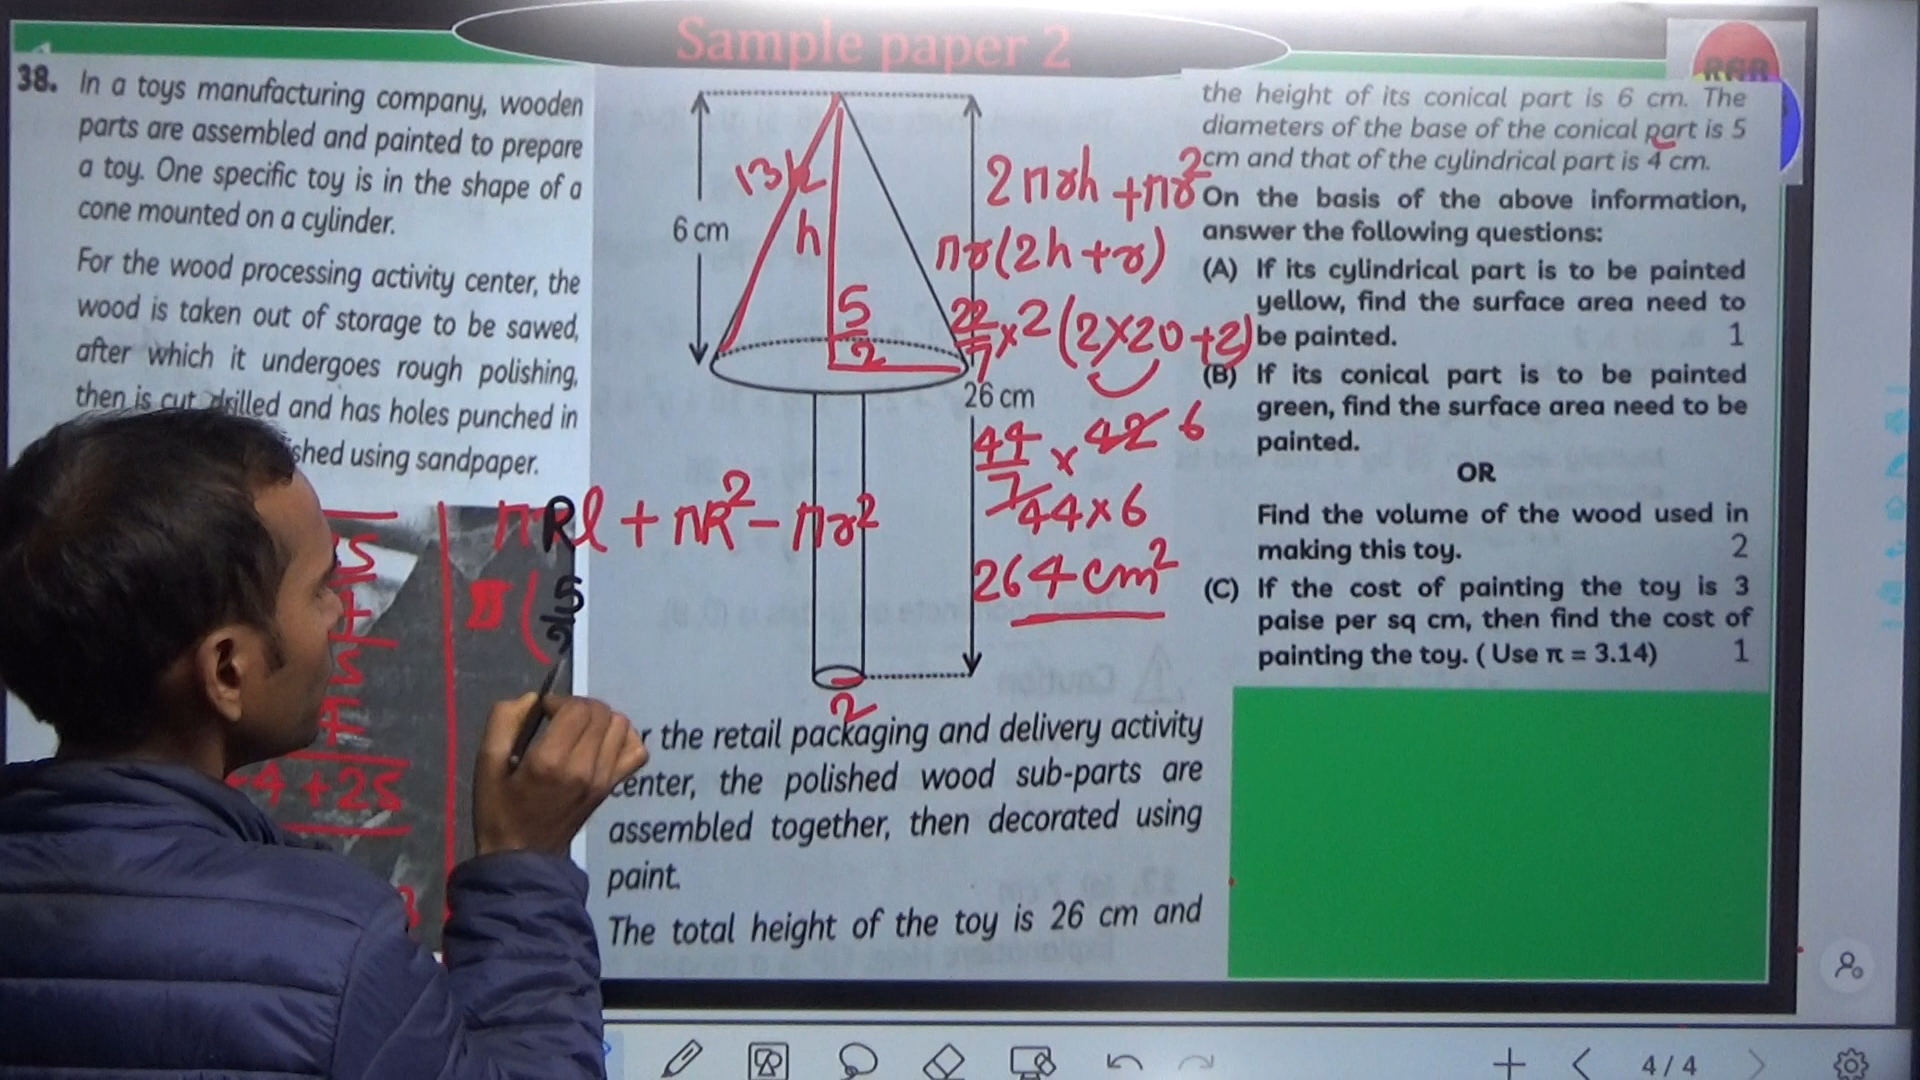 Sample paper 2
38. In a toys manufacturing company, wooden
parts are assembled and painted to prepare
a toy. One specific toy is in the shape of a
cone mounted on a cylinder.
For the wood processing activity center, the
wood is taken out of storage to be sawed,
after which it undergoes rough polishing,
then is cut, drilled and has holes punched in
shed using sandpaper.
πRl + πR² - πr²
π(5/2
-4+25
6 cm
13/2
h
5/2
26 cm
2
2πrh + πr²
πr(2h+r)
22/7 × 2 (2×20+2)
44/7 × 42 6
44×6
264 cm²
r the retail packaging and delivery activity
center, the polished wood sub-parts are
assembled together, then decorated using
paint.
The total height of the toy is 26 cm and
RAR
the height of its conical part is 6 cm. The
diameters of the base of the conical part is 5
cm and that of the cylindrical part is 4 cm.
On the basis of the above information,
answer the following questions:
(A) If its cylindrical part is to be painted
yellow, find the surface area need to
be painted. 1
(B) If its conical part is to be painted
green, find the surface area need to be
painted.
OR
Find the volume of the wood used in
making this toy. 2
(C) If the cost of painting the toy is 3
paise per sq cm, then find the cost of
painting the toy. ( Use π = 3.14) 1
4/4